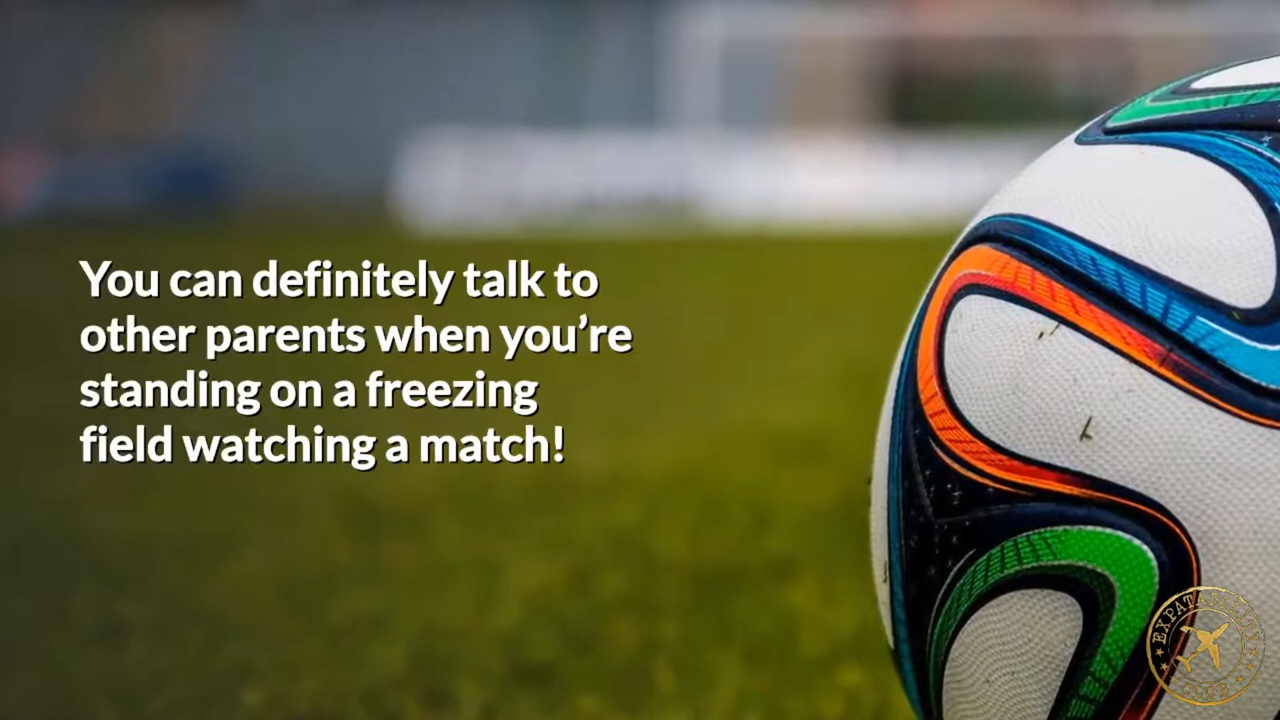 You can definitely talk to
other parents when you’re
standing on a freezing
field watching a match!